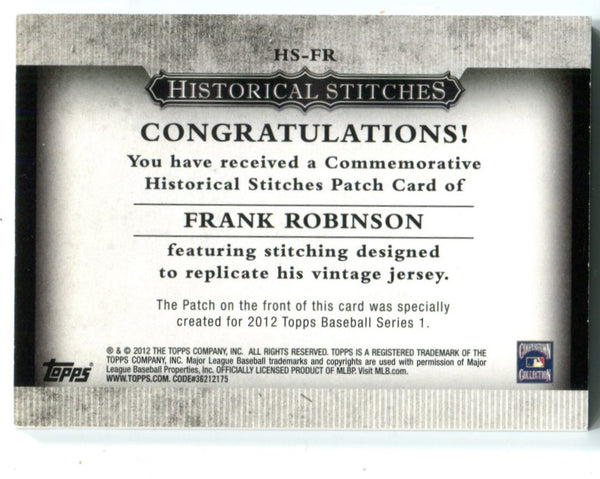 HS-FR
HISTORICAL STITCHES
CONGRATULATIONS!
You have received a Commemorative
Historical Stitches Patch Card of
FRANK ROBINSON
featuring stitching designed
to replicate his vintage jersey.
The Patch on the front of this card was specially
created for 2012 Topps Baseball Series 1.
® & © 2012 THE TOPPS COMPANY, INC. ALL RIGHTS RESERVED. TOPPS IS A REGISTERED TRADEMARK OF THE
TOPPS COMPANY, INC. Major League Baseball trademarks and copyrights are used with permission of Major
League Baseball Properties, Inc. OFFICIALLY LICENSED PRODUCT OF MLBP. Visit MLB.com.
WWW.TOPPS.COM. CODE#36212175
Topps
COOPERSTOWN
COLLECTION